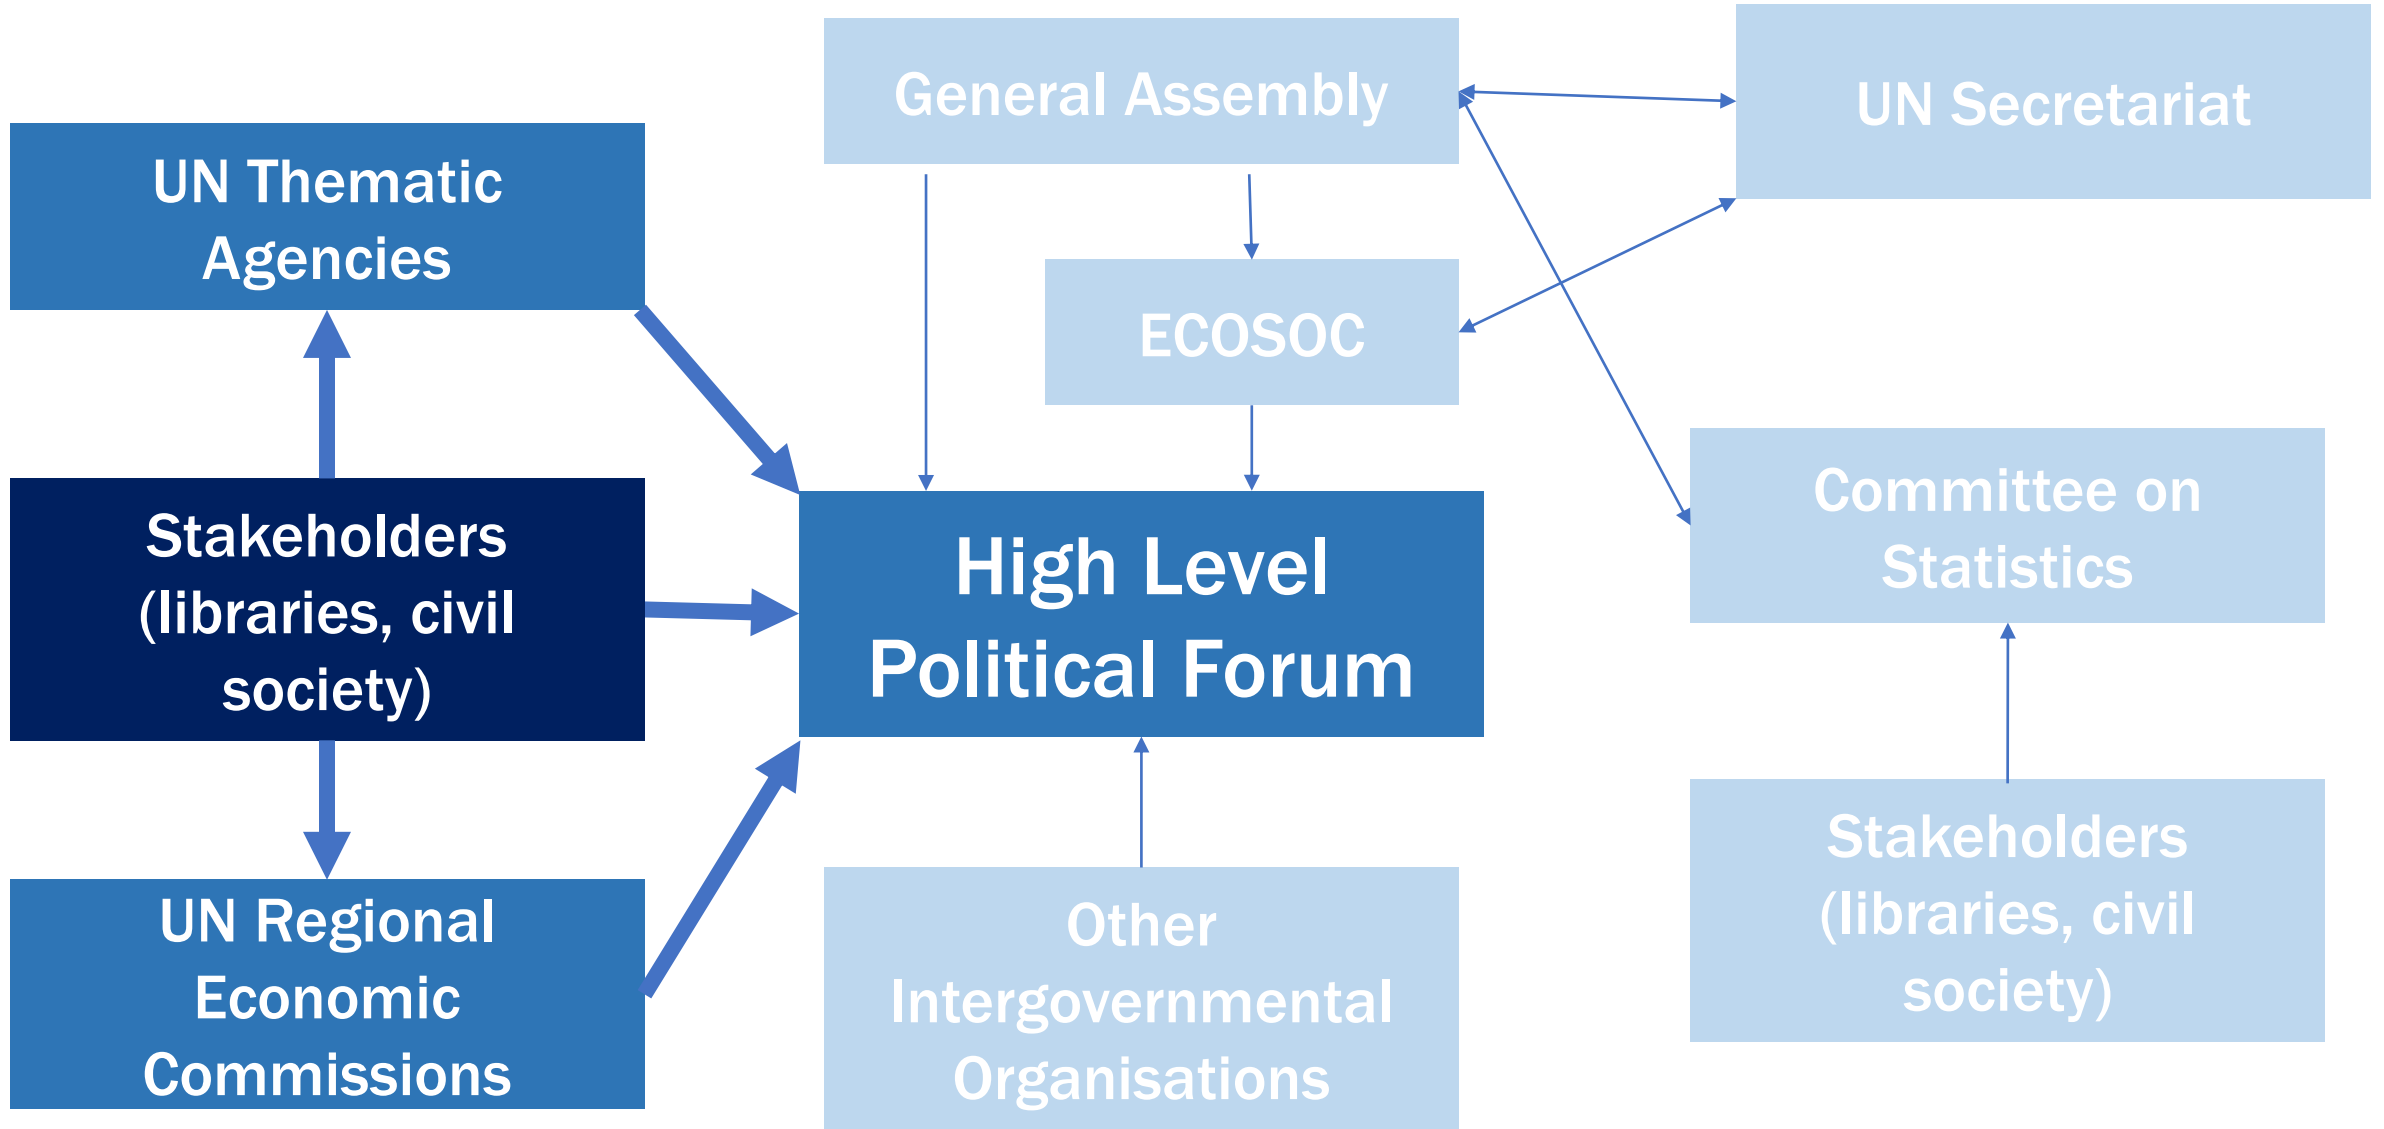 General Assembly
UN Secretariat
UN Thematic
Agencies
ECOSOC
Stakeholders
(libraries, civil
society)
High Level
Political Forum
Committee on
Statistics
UN Regional
Economic
Commissions
Other
Intergovernmental
Organisations
Stakeholders
(libraries, civil
society)